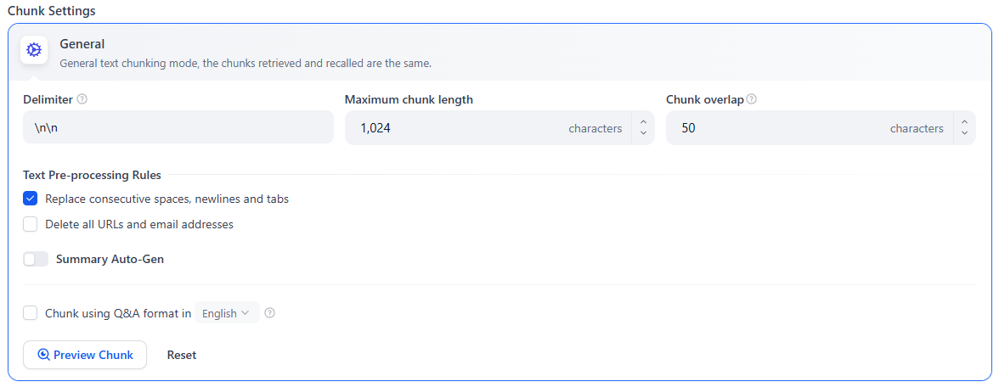 Chunk Settings
General
General text chunking mode, the chunks retrieved and recalled are the same.
Delimiter
\n\n
Maximum chunk length
1,024 characters
Chunk overlap
50 characters
Text Pre-processing Rules
Replace consecutive spaces, newlines and tabs
Delete all URLs and email addresses
Summary Auto-Gen
Chunk using Q&A format in English
Preview Chunk Reset